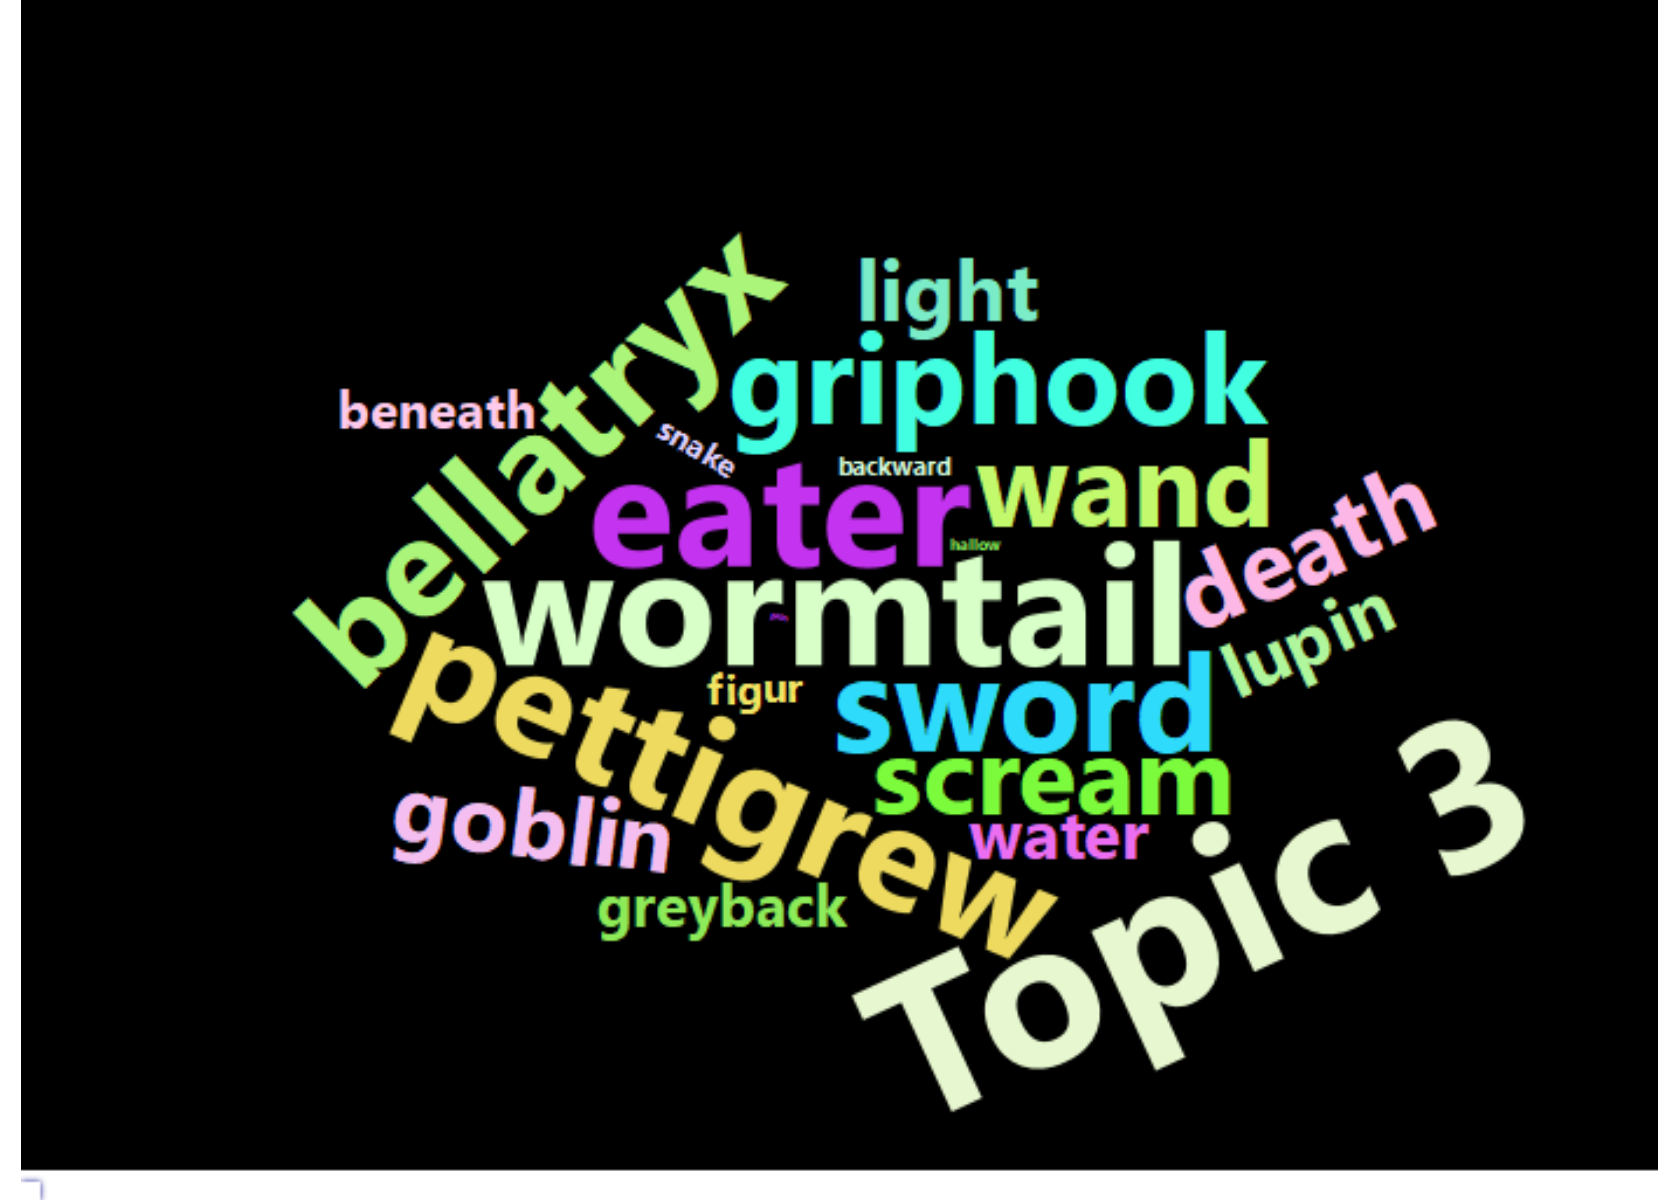 light
bellatryx
griphook
beneath
snake
backward
eater
wand
hallow
death
wormtail
lupin
pettigrew
figur
sword
scream
goblin
water
greyback
Topic 3